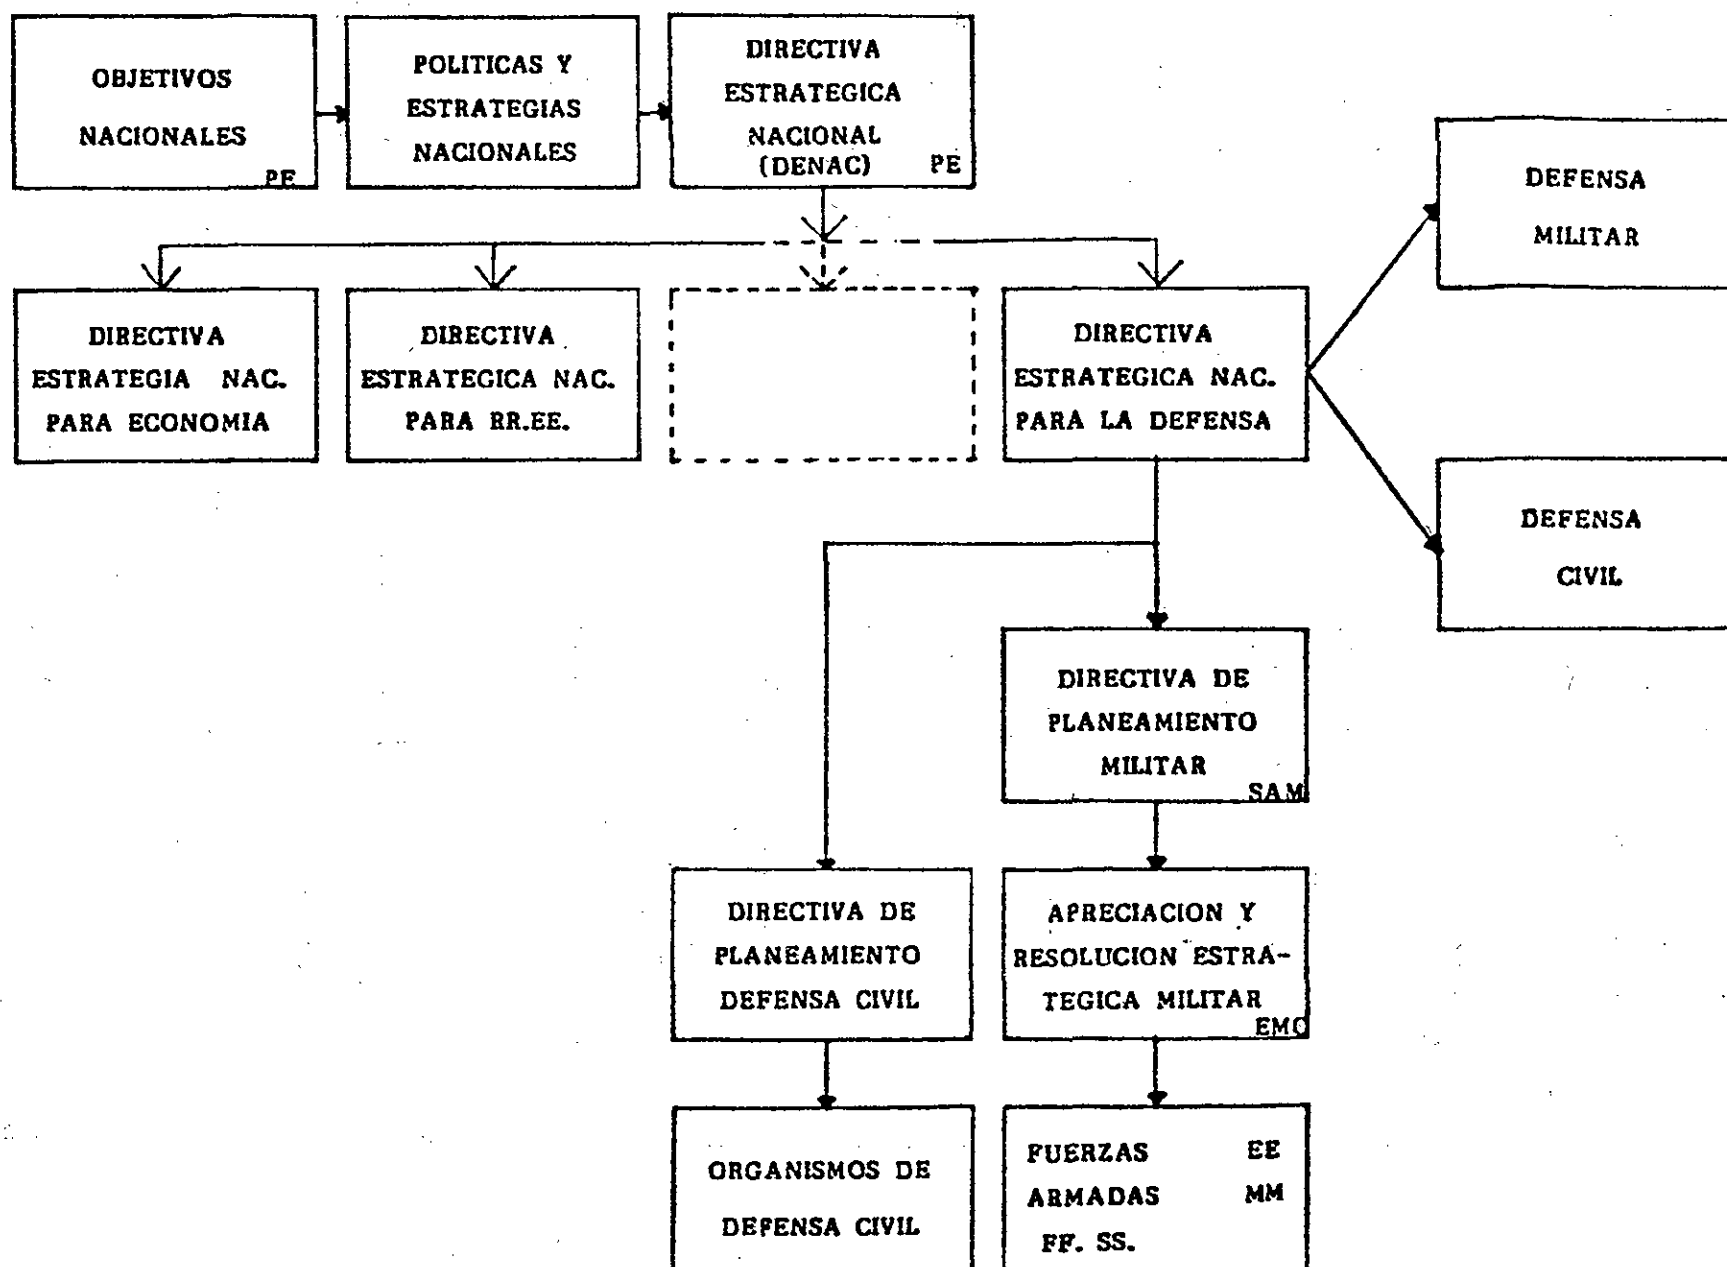 OBJETIVOS
NACIONALES
PE
POLITICAS Y
ESTRATEGIAS
NACIONALES
DIRECTIVA
ESTRATEGICA
NACIONAL
(DENAC) PE
DEFENSA
MILITAR
DIRECTIVA
ESTRATEGIA NAC.
PARA ECONOMIA
DIRECTIVA
ESTRATEGICA NAC.
PARA RR.EE.
DIRECTIVA
ESTRATEGICA NAC.
PARA LA DEFENSA
DEFENSA
CIVIL
DIRECTIVA DE
PLANEAMIENTO
MILITAR
SAM
DIRECTIVA DE
PLANEAMIENTO
DEFENSA CIVIL
APRECIACION Y
RESOLUCION ESTRA-
TEGICA MILITAR
EMC
ORGANISMOS DE
DEFENSA CIVIL
FUERZAS EE
ARMADAS MM
FF. SS.